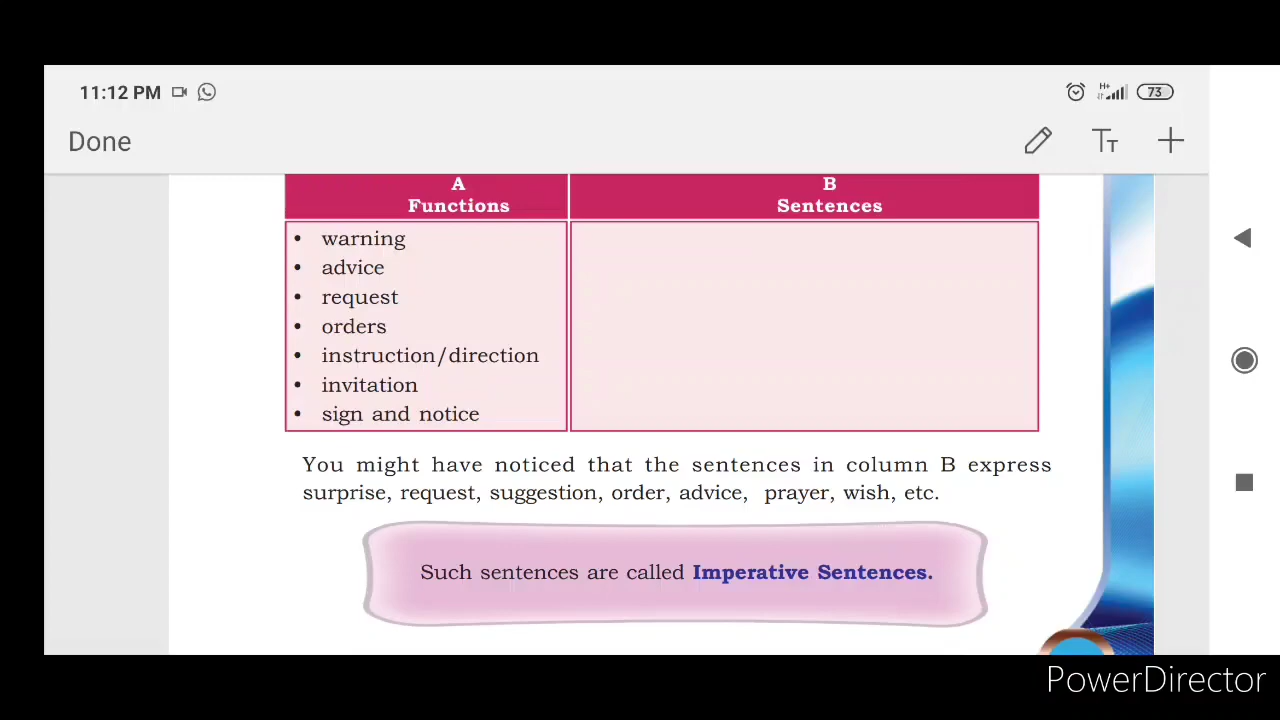 11:12 PM
H+
73
Done
TT
A
B
Functions
Sentences
• warning
• advice
• request
• orders
• instruction/direction
• invitation
• sign and notice
You might have noticed that the sentences in column B express
surprise, request, suggestion, order, advice, prayer, wish, etc.
Such sentences are called Imperative Sentences.
PowerDirector